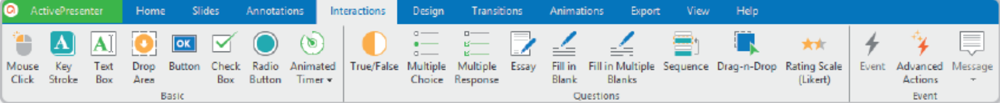 ActivePresenter Home Slides Annotations Interactions Design Transitions Animations Export View Help
A A OK
Mouse Key Text Drop Button Check Radio Animated True/False Multiple Multiple Essay Fill in Fill in Multiple Sequence Drag-n-Drop Rating Scale Event Advanced Message
Click Stroke Box Area Box Button Timer Choice Response Blank Blanks (Likert) Actions
Basic Questions Event